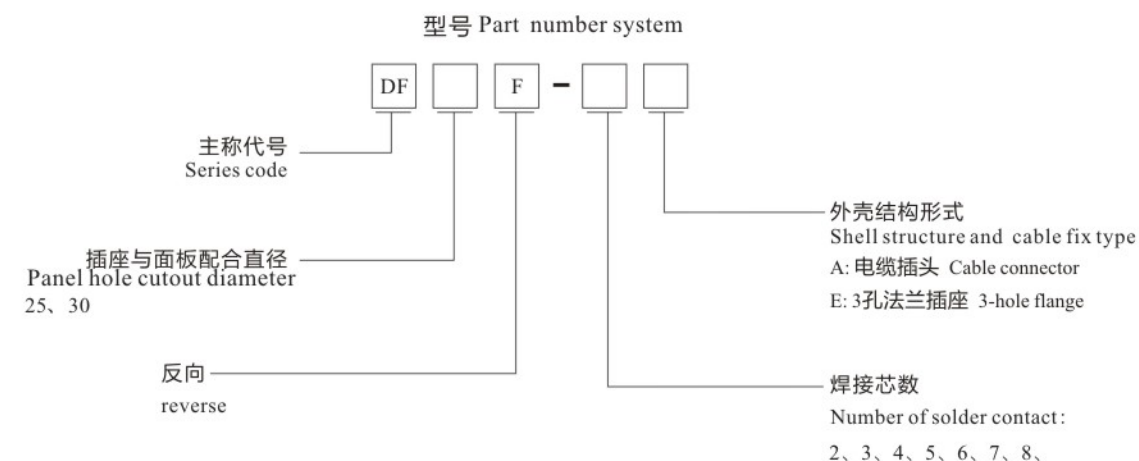 型号 Part number system
DF F -
主称代号
Series code
插座与面板配合直径
Panel hole cutout diameter
25、30
反向
reverse
外壳结构形式
Shell structure and cable fix type
A: 电缆插头 Cable connector
E: 3孔法兰插座 3-hole flange
焊接芯数
Number of solder contact:
2、3、4、5、6、7、8、